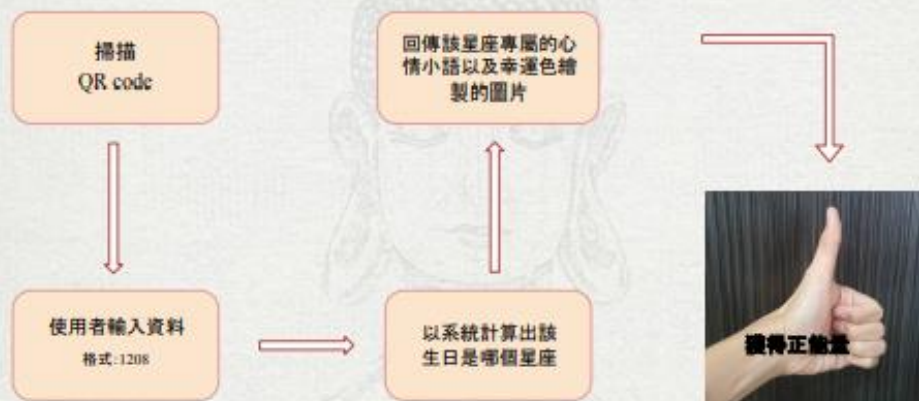 掃描
QR code
使用者輸入資料
格式:1208
以系統計算出該
生日是哪個星座
回傳該星座專屬的心
情小語以及幸運色繪
製的圖片
獲得正能量